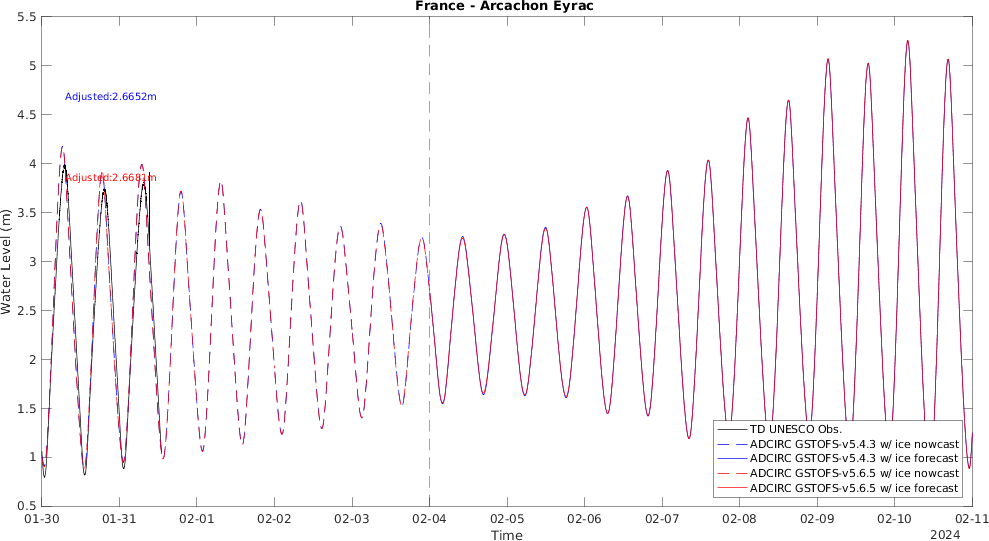 France - Arcachon Eyrac
5.5
5
4.5
4
3.5
3
2.5
2
1.5
1
0.5
Water Level (m)
Adjusted:2.6652m
Adjusted:2.6681m
TD UNESCO Obs.
ADCIRC GSTOFS-v5.4.3 w/ ice nowcast
ADCIRC GSTOFS-v5.4.3 w/ ice forecast
ADCIRC GSTOFS-v5.6.5 w/ ice nowcast
ADCIRC GSTOFS-v5.6.5 w/ ice forecast
01-30 01-31 02-01 02-02 02-03 02-04 02-05 02-06 02-07 02-08 02-09 02-10 02-11
Time
2024